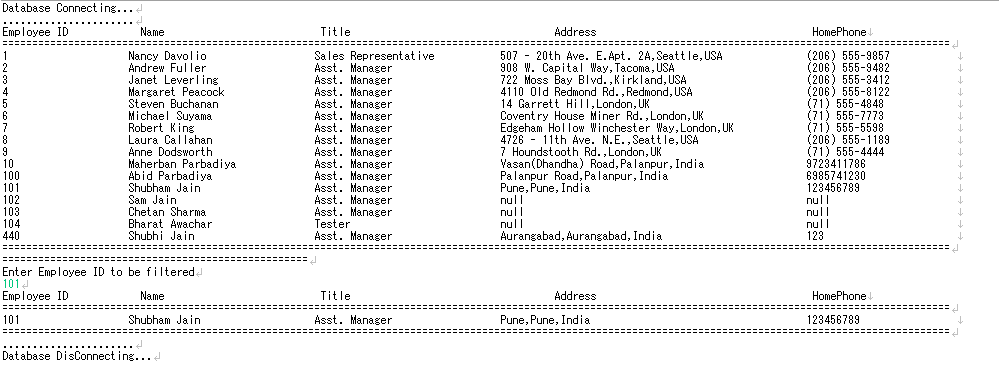 Database Connecting...
......................
Employee ID Name Title Address HomePhone
==============================================================================================================================================================
1 Nancy Davolio Sales Representative 507 - 20th Ave. E.Apt. 2A,Seattle,USA (206) 555-9857
2 Andrew Fuller Asst. Manager 908 W. Capital Way,Tacoma,USA (206) 555-9482
3 Janet Leverling Asst. Manager 722 Moss Bay Blvd.,Kirkland,USA (206) 555-3412
4 Margaret Peacock Asst. Manager 4110 Old Redmond Rd.,Redmond,USA (206) 555-8122
5 Steven Buchanan Asst. Manager 14 Garrett Hill,London,UK (71) 555-4848
6 Michael Suyama Asst. Manager Coventry House Miner Rd.,London,UK (71) 555-7773
7 Robert King Asst. Manager Edgeham Hollow Winchester Way,London,UK (71) 555-5598
8 Laura Callahan Asst. Manager 4726 - 11th Ave. N.E.,Seattle,USA (206) 555-1189
9 Anne Dodsworth Asst. Manager 7 Houndstooth Rd.,London,UK (71) 555-4444
10 Maherban Parbadiya Asst. Manager Vasan(Dhandha) Road,Palanpur,India 9723411786
100 Abid Parbadiya Asst. Manager Palanpur Road,Palanpur,India 6985741230
101 Shubham Jain Asst. Manager Pune,Pune,India 123456789
102 Sam Jain Asst. Manager null null
103 Chetan Sharma Asst. Manager null null
104 Bharat Awachar Tester null null
440 Shubhi Jain Asst. Manager Aurangabad,Aurangabad,India 123
==============================================================================================================================================================
===================================================
Enter Employee ID to be filtered
101
Employee ID Name Title Address HomePhone
==============================================================================================================================================================
101 Shubham Jain Asst. Manager Pune,Pune,India 123456789
==============================================================================================================================================================
......................
Database DisConnecting...